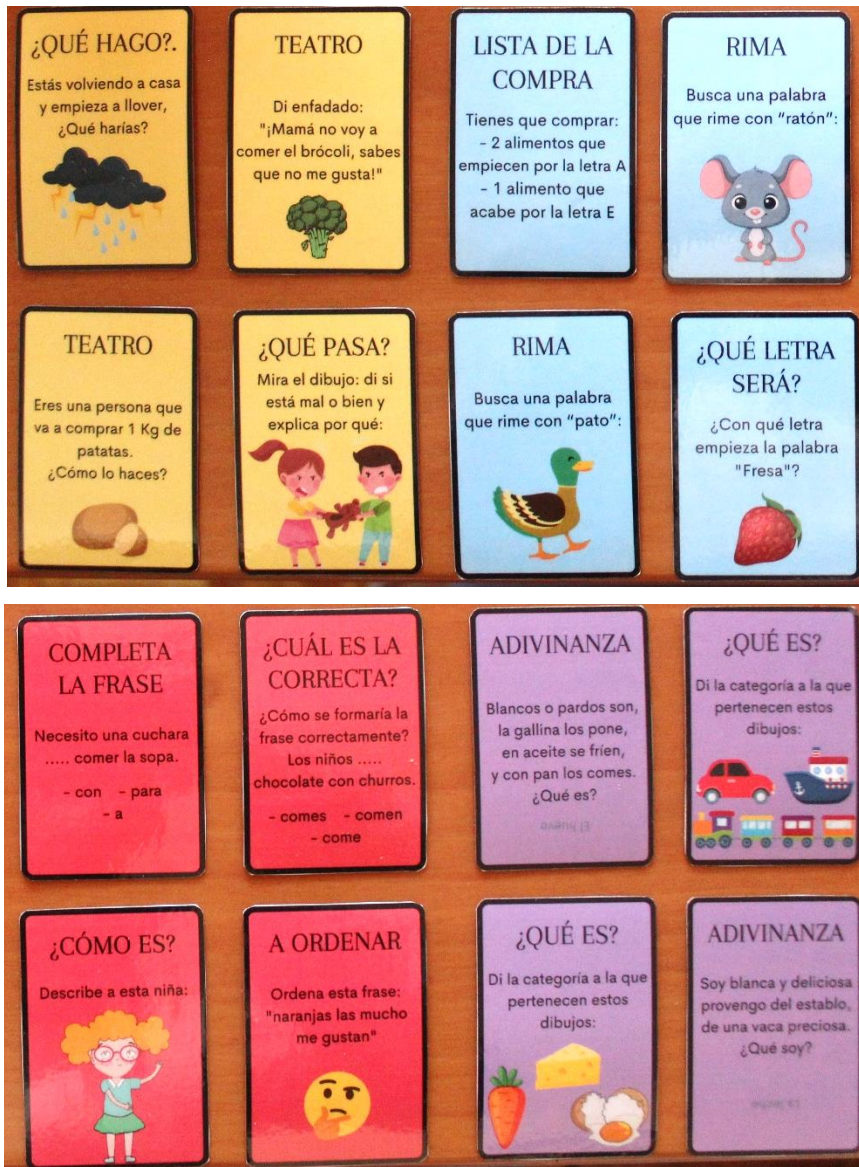 ¿QUÉ HAGO?.
Estás volviendo a casa
y empieza a llover,
¿Qué harías?
TEATRO
Di enfadado:
"¡Mamá no voy a
comer el brócoli, sabes
que no me gusta!"
LISTA DE LA
COMPRA
Tienes que comprar:
- 2 alimentos que
empiecen por la letra A
- 1 alimento que
acabe por la letra E
RIMA
Busca una palabra
que rime con "ratón":
TEATRO
Eres una persona que
va a comprar 1 Kg de
patatas.
¿Cómo lo haces?
¿QUÉ PASA?
Mira el dibujo: di si
está mal o bien y
explica por qué:
RIMA
Busca una palabra
que rime con "pato":
¿QUÉ LETRA
SERÁ?
¿Con qué letra
empieza la palabra
"Fresa"?
COMPLETA
LA FRASE
Necesito una cuchara
..... comer la sopa.
- con - para
- a
¿CUÁL ES LA
CORRECTA?
¿Cómo se formaría la
frase correctamente?
Los niños .....
chocolate con churros.
- comes - comen
- come
ADIVINANZA
Blancos o pardos son,
la gallina los pone,
en aceite se fríen,
y con pan los comes.
¿Qué es?
El huevo
¿QUÉ ES?
Di la categoría a la que
pertenecen estos
dibujos:
¿CÓMO ES?
Describe a esta niña:
A ORDENAR
Ordena esta frase:
"naranjas las mucho
me gustan"
¿QUÉ ES?
Di la categoría a la que
pertenecen estos
dibujos:
ADIVINANZA
Soy blanca y deliciosa
provengo del establo,
de una vaca preciosa.
¿Qué soy?
La leche